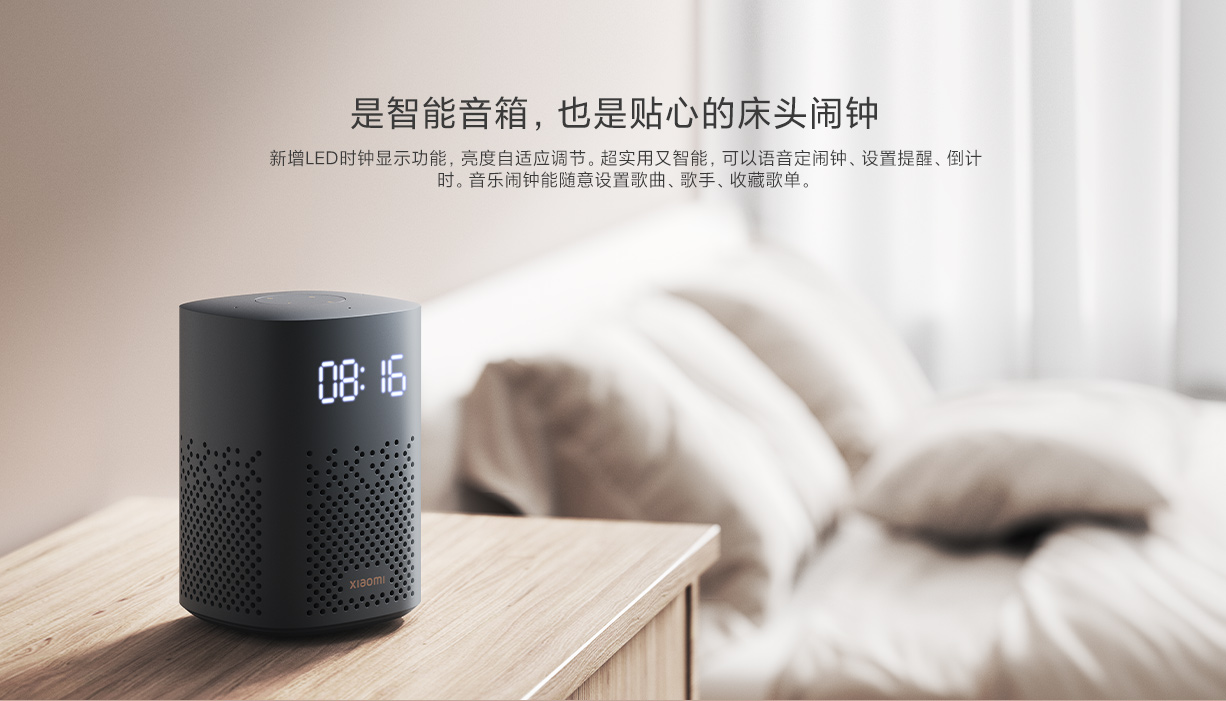 是智能音箱，也是贴心的床头闹钟
新增LED时钟显示功能，亮度自适应调节。超实用又智能，可以语音定闹钟、设置提醒、倒计
时。音乐闹钟能随意设置歌曲、歌手、收藏歌单。
08:16
xiaomi